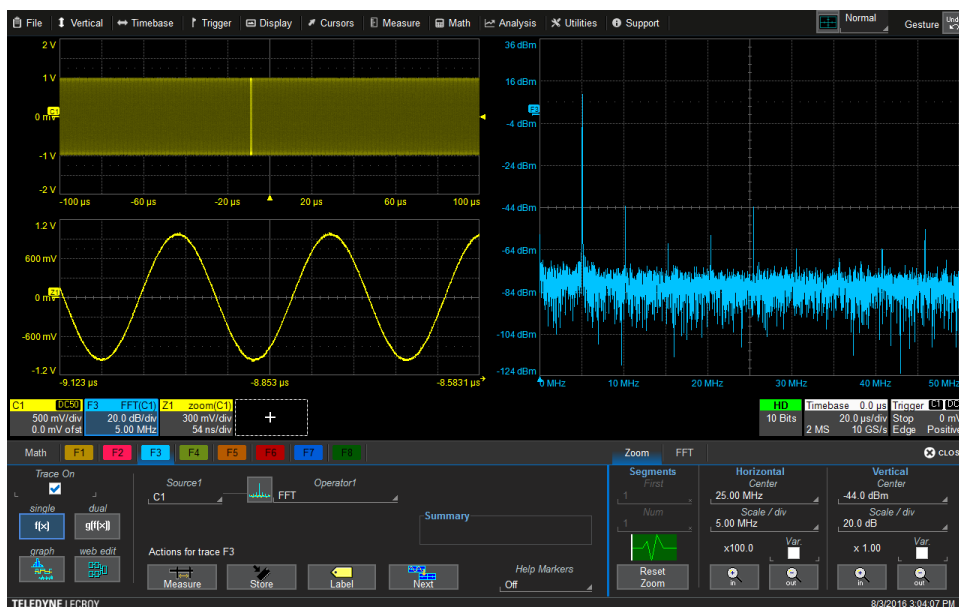 File Vertical Timebase Trigger Display Cursors Measure Math Analysis Utilities Support Normal Gesture Undo
2 V
1 V
C1
0 m
-1 V
-2 V
-100 µs -60 µs -20 µs 20 µs 60 µs 100 µs
1.2 V
600 mV
Z1
0 m
-600 mV
-1.2 V
-9.123 µs -8.853 µs -8.5831 µs
36 dBm
16 dBm
F3
-4 dBm
-24 dBm
-44 dBm
-64 dBm
-84 dBm
-104 dBm
-124 dBm
0 MHz 10 MHz 20 MHz 30 MHz 40 MHz 50 MHz
C1 DC50 F3 FFT(C1) Z1 zoom(C1)
500 mV/div 20.0 dB/div 300 mV/div
0.0 mV ofst 5.00 MHz 54 ns/div
+
HD Timebase 0.0 µs Trigger C1 DC
10 Bits 20.0 µs/div Stop 0 mV
2 MS 10 GS/s Edge Positive
Math F1 F2 F3 F4 F5 F6 F7 F8 Zoom FFT CLOS
Trace On
single dual
f(x) g(f(x))
graph web edit
Source1 Operator1
C1 FFT
Summary
Actions for trace F3
Measure Store Label Next
Help Markers
Off
Segments
First
1
Num
1
Reset
Zoom
Horizontal
Center
25.00 MHz
Scale / div
5.00 MHz
x100.0 Var.
in out
Vertical
Center
-44.0 dBm
Scale / div
20.0 dB
x 1.00 Var.
in out
TELEDYNE LECROY 8/3/2016 3:04:07 PM